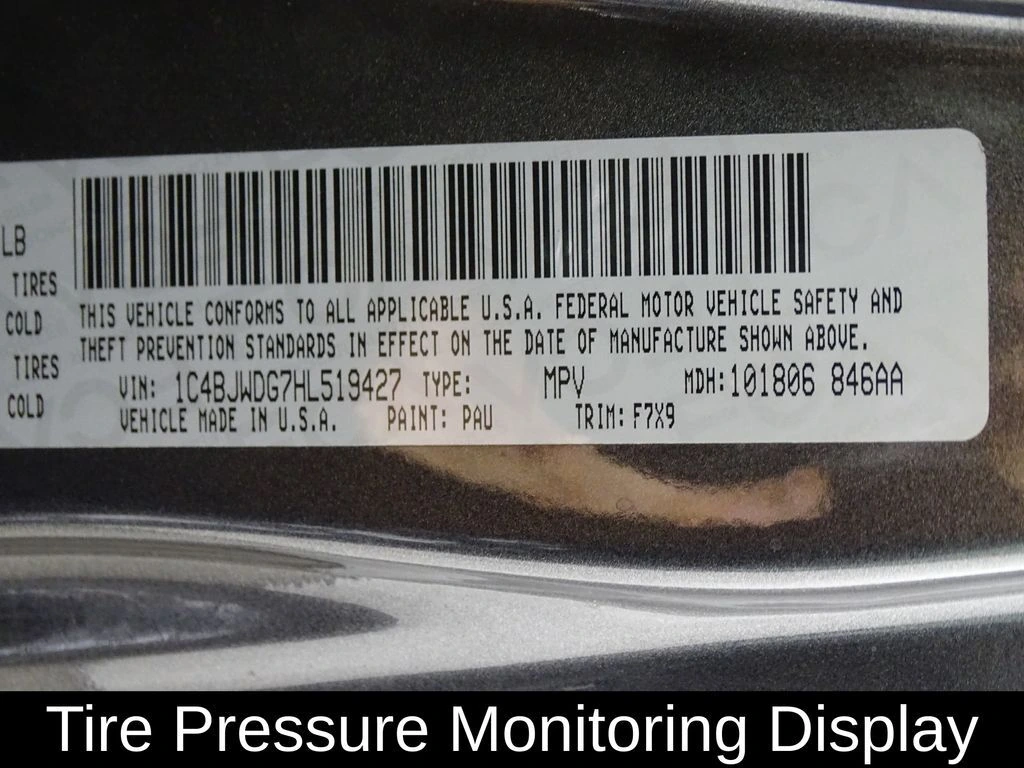 LB
TIRES
COLD
TIRES
COLD
THIS VEHICLE CONFORMS TO ALL APPLICABLE U.S.A. FEDERAL MOTOR VEHICLE SAFETY AND
THEFT PREVENTION STANDARDS IN EFFECT ON THE DATE OF MANUFACTURE SHOWN ABOVE.
VIN: 1C4BJWDG7HL519427 TYPE: MPV MDH:101806 846AA
VEHICLE MADE IN U.S.A. PAINT: PAU TRIM: F7X9
Tire Pressure Monitoring Display